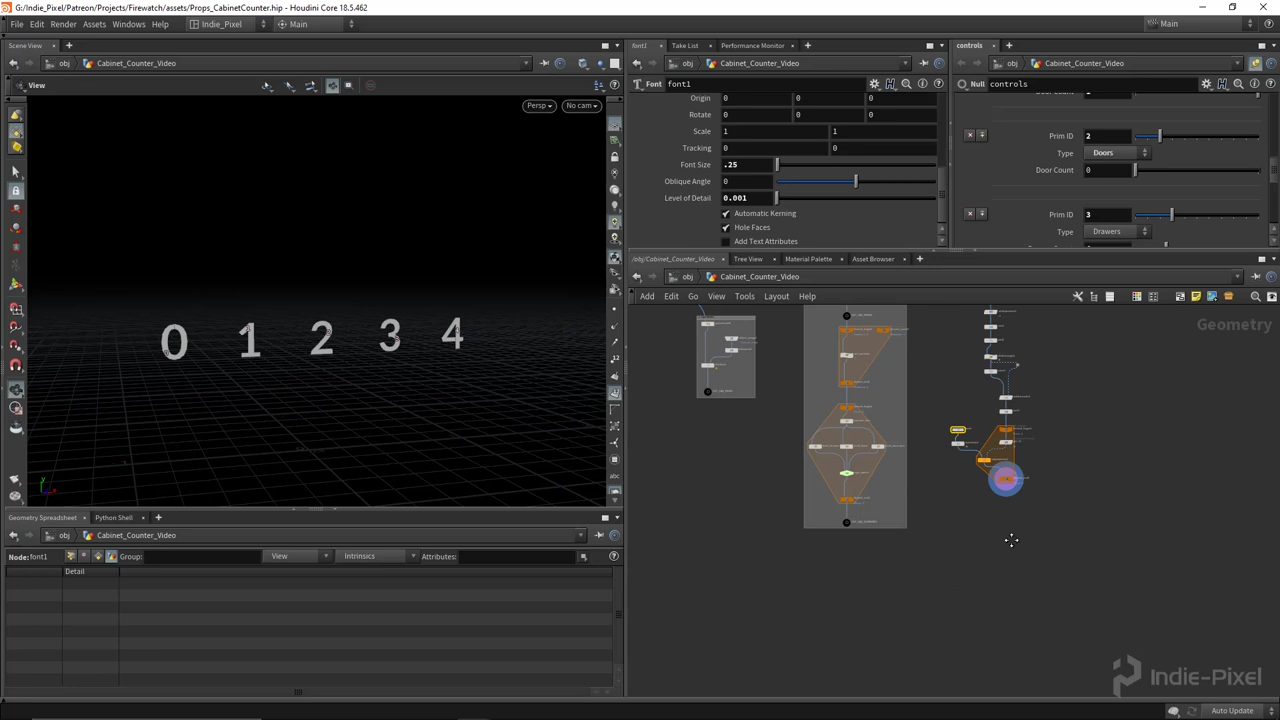 G:/Indie_Pixel/Patreon/Projects/Firewatch/assets/Props_CabinetCounter.hip - Houdini Core 18.5.462
File Edit Render Assets Windows Help Indie_Pixel Main Main
Scene View
obj Cabinet_Counter_Video
View
Persp No cam
0 1 2 3 4
font1 Take List Performance Monitor
obj Cabinet_Counter_Video
Font font1
Origin 0 0 0
Rotate 0 0 0
Scale 1 1
Tracking 0 0
Font Size .25
Oblique Angle 0
Level of Detail 0.001
Automatic Kerning
Hole Faces
Add Text Attributes
controls
obj Cabinet_Counter_Video
Null controls
Prim ID 2
Type Doors
Door Count 0
Prim ID 3
Type Drawers
/obj/Cabinet_Counter_Video Tree View Material Palette Asset Browser
obj Cabinet_Counter_Video
Add Edit Go View Tools Layout Help
Geometry
Geometry Spreadsheet Python Shell
obj Cabinet_Counter_Video
Node: font1 Group: View Intrinsics Attributes:
Detail
Indie-Pixel
Auto Update